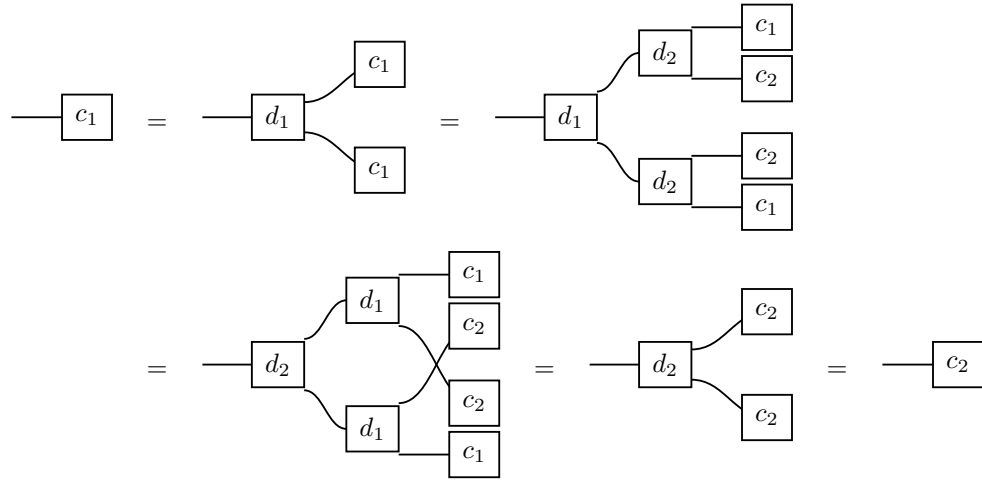 c₁ = d₁ c₁ c₁ = d₁ d₂ c₁ c₂ d₂ c₂ c₁
= d₂ d₁ c₁ c₂ d₁ c₂ c₁ = d₂ c₂ c₂ = c₂